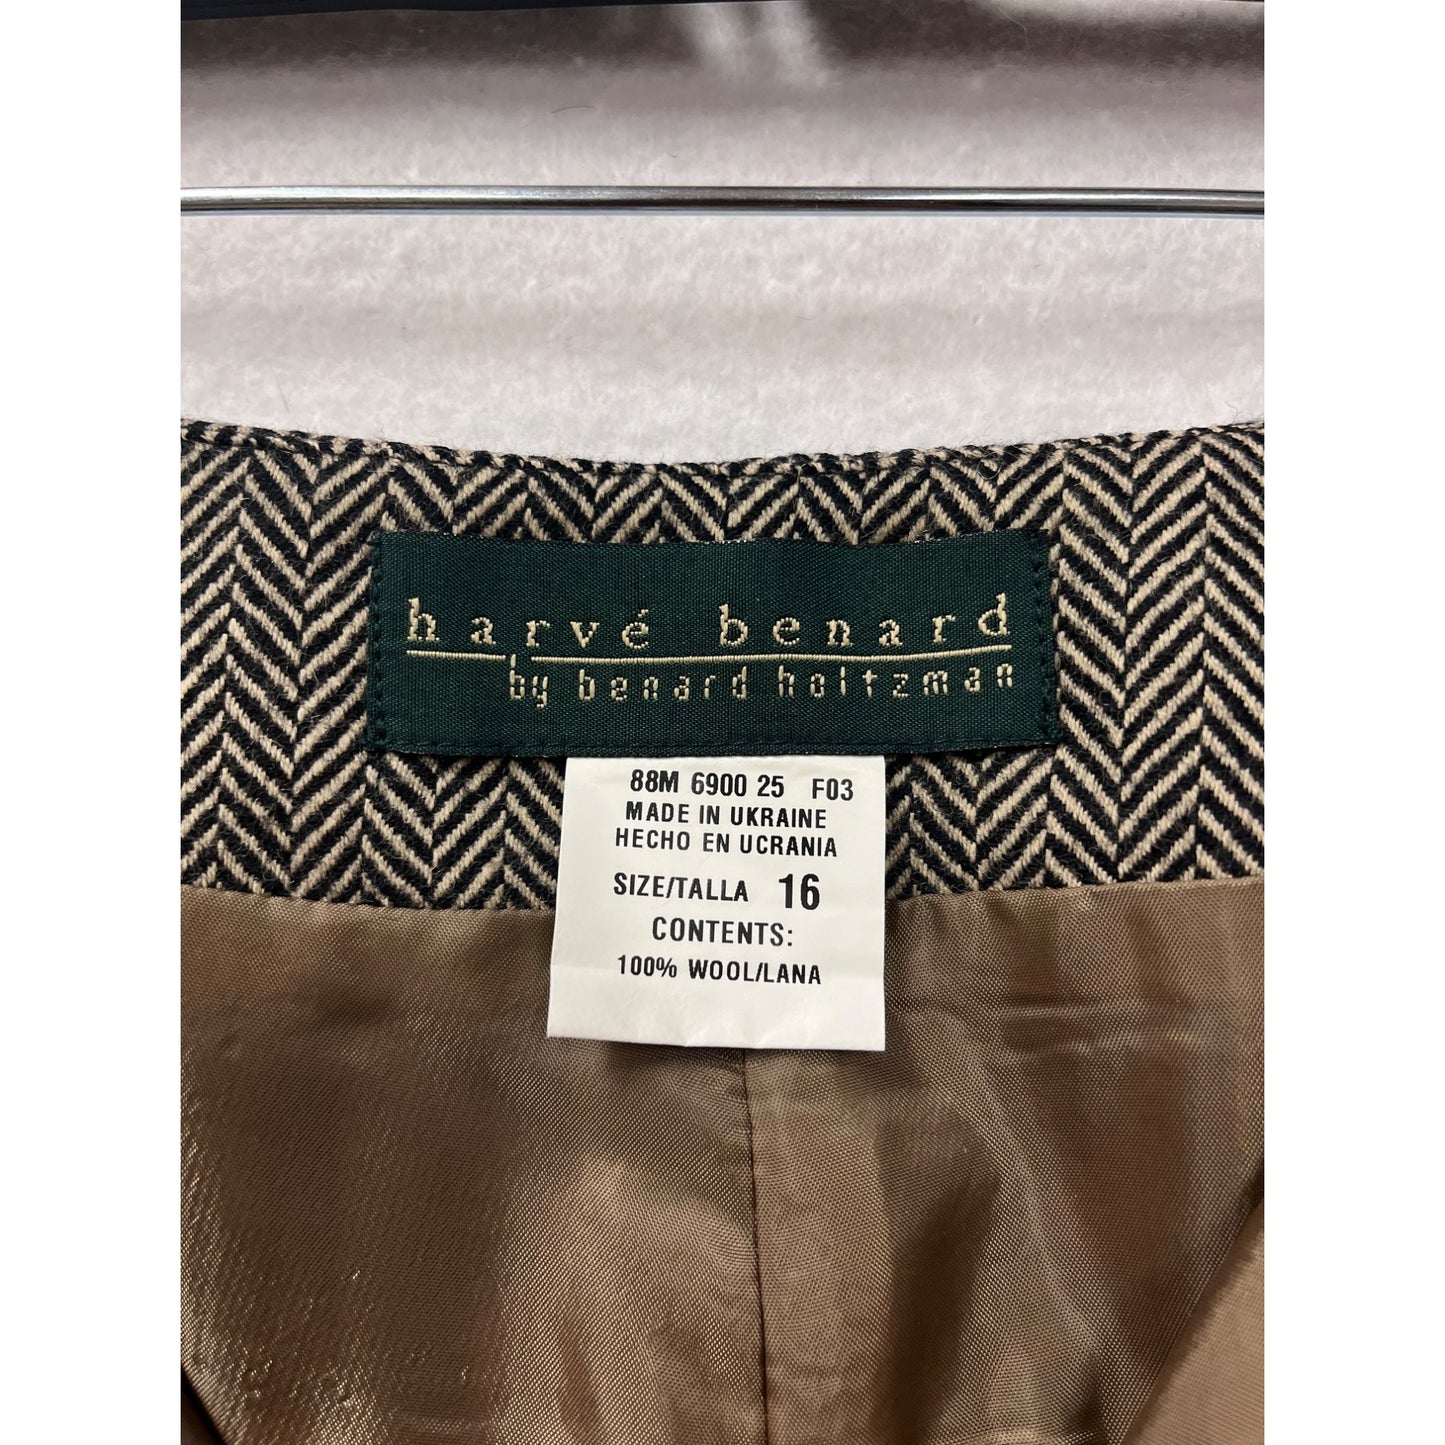 harvé benard
by benard holtzman
88M 6900 25 F03
MADE IN UKRAINE
HECHO EN UCRANIA
SIZE/TALLA 16
CONTENTS:
100% WOOL/LANA